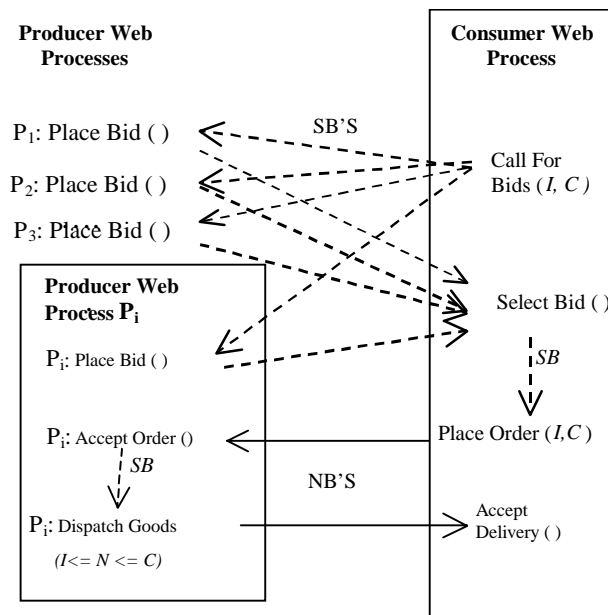 Producer Web
Processes
Consumer Web
Process
P1: Place Bid ( )
SB'S
P2: Place Bid ( )
Call For
Bids (I, C)
P3: Place Bid ( )
Producer Web
Process Pi
Select Bid ( )
Pi: Place Bid ( )
SB
Pi: Accept Order ()
Place Order (I,C)
SB
NB'S
Pi: Dispatch Goods
(I<= N <= C)
Accept
Delivery ( )